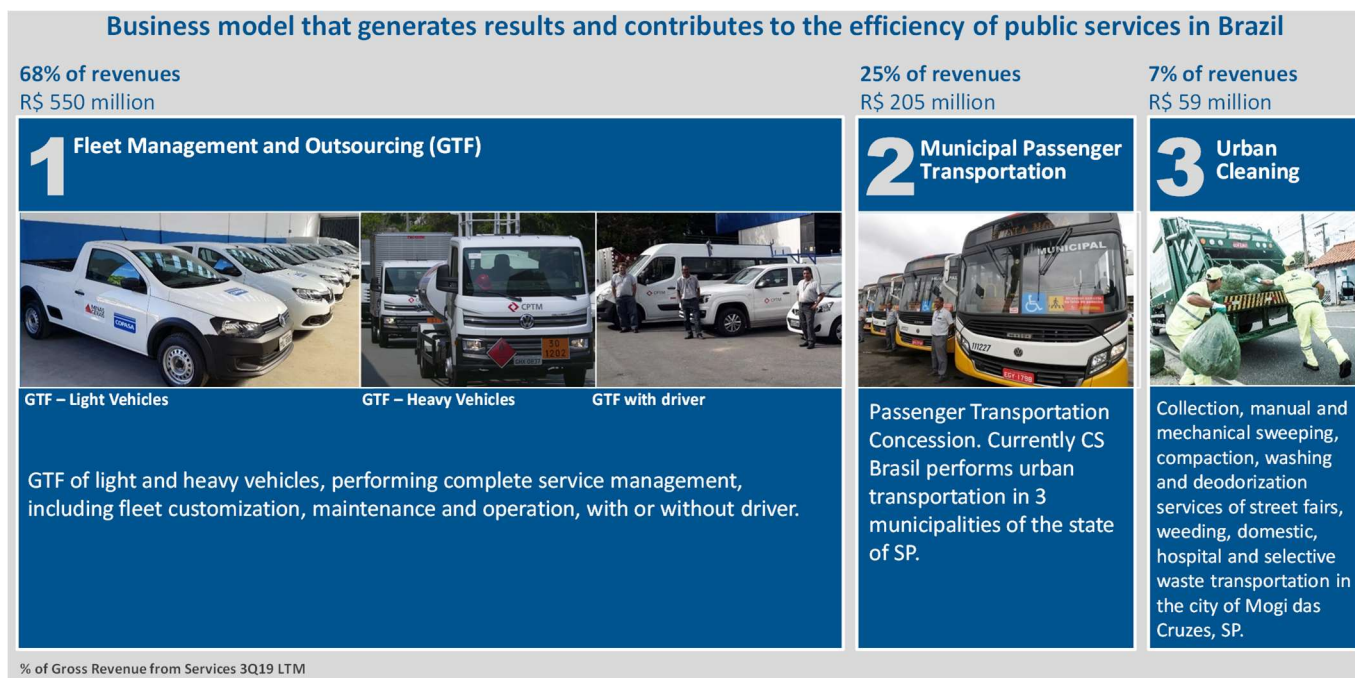 Business model that generates results and contributes to the efficiency of public services in Brazil
68% of revenues
R$ 550 million
25% of revenues
R$ 205 million
7% of revenues
R$ 59 million
1 Fleet Management and Outsourcing (GTF)
2 Municipal Passenger
Transportation
3 Urban
Cleaning
COPASA
CPTM
MUNICIPAL
111227
GTF – Light Vehicles
GTF – Heavy Vehicles
GTF with driver
GTF of light and heavy vehicles, performing complete service management,
including fleet customization, maintenance and operation, with or without driver.
Passenger Transportation
Concession. Currently CS
Brasil performs urban
transportation in 3
municipalities of the state
of SP.
Collection, manual and
mechanical sweeping,
compaction, washing
and deodorization
services of street fairs,
weeding, domestic,
hospital and selective
waste transportation in
the city of Mogi das
Cruzes, SP.
% of Gross Revenue from Services 3Q19 LTM